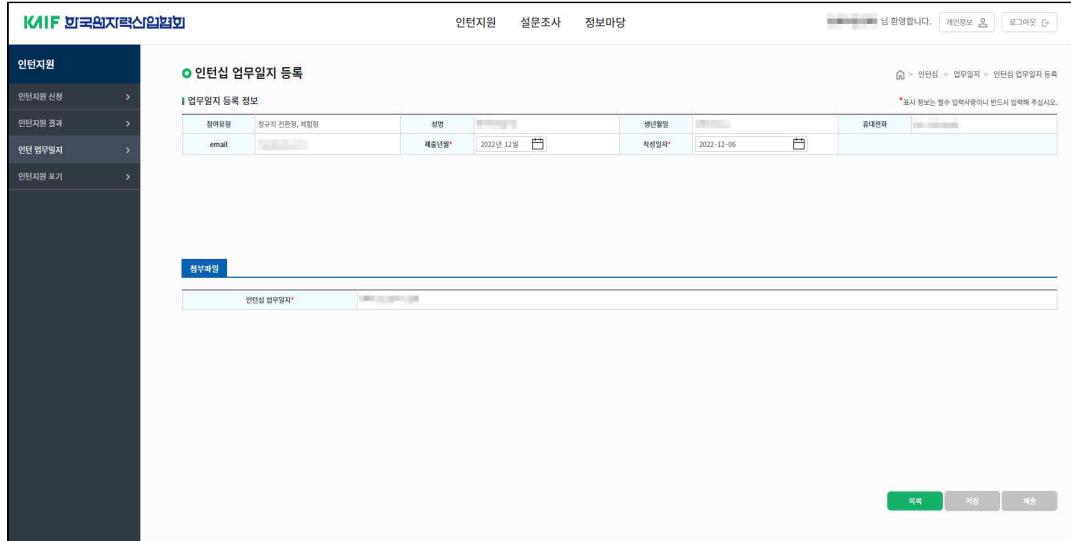 KAIF 한국원자력산업협회
인턴지원 설문조사 정보마당
님 환영합니다. 개인정보 로그아웃
인턴지원
인턴지원 신청 >
인턴지원 결과 >
인턴 업무일지 >
인턴지원 포기 >
인턴십 업무일지 등록
> 인턴십 > 업무일지 > 인턴십 업무일지 등록
업무일지 등록 정보
*표시 정보는 필수 입력사항이니 반드시 입력해 주십시오.
참여유형 정규직 전환형, 체험형 성명 생년월일 휴대전화
email 제출년월* 2022년 12월 작성일자* 2022-12-06
첨부파일
인턴십 업무일지*
목록 저장 제출